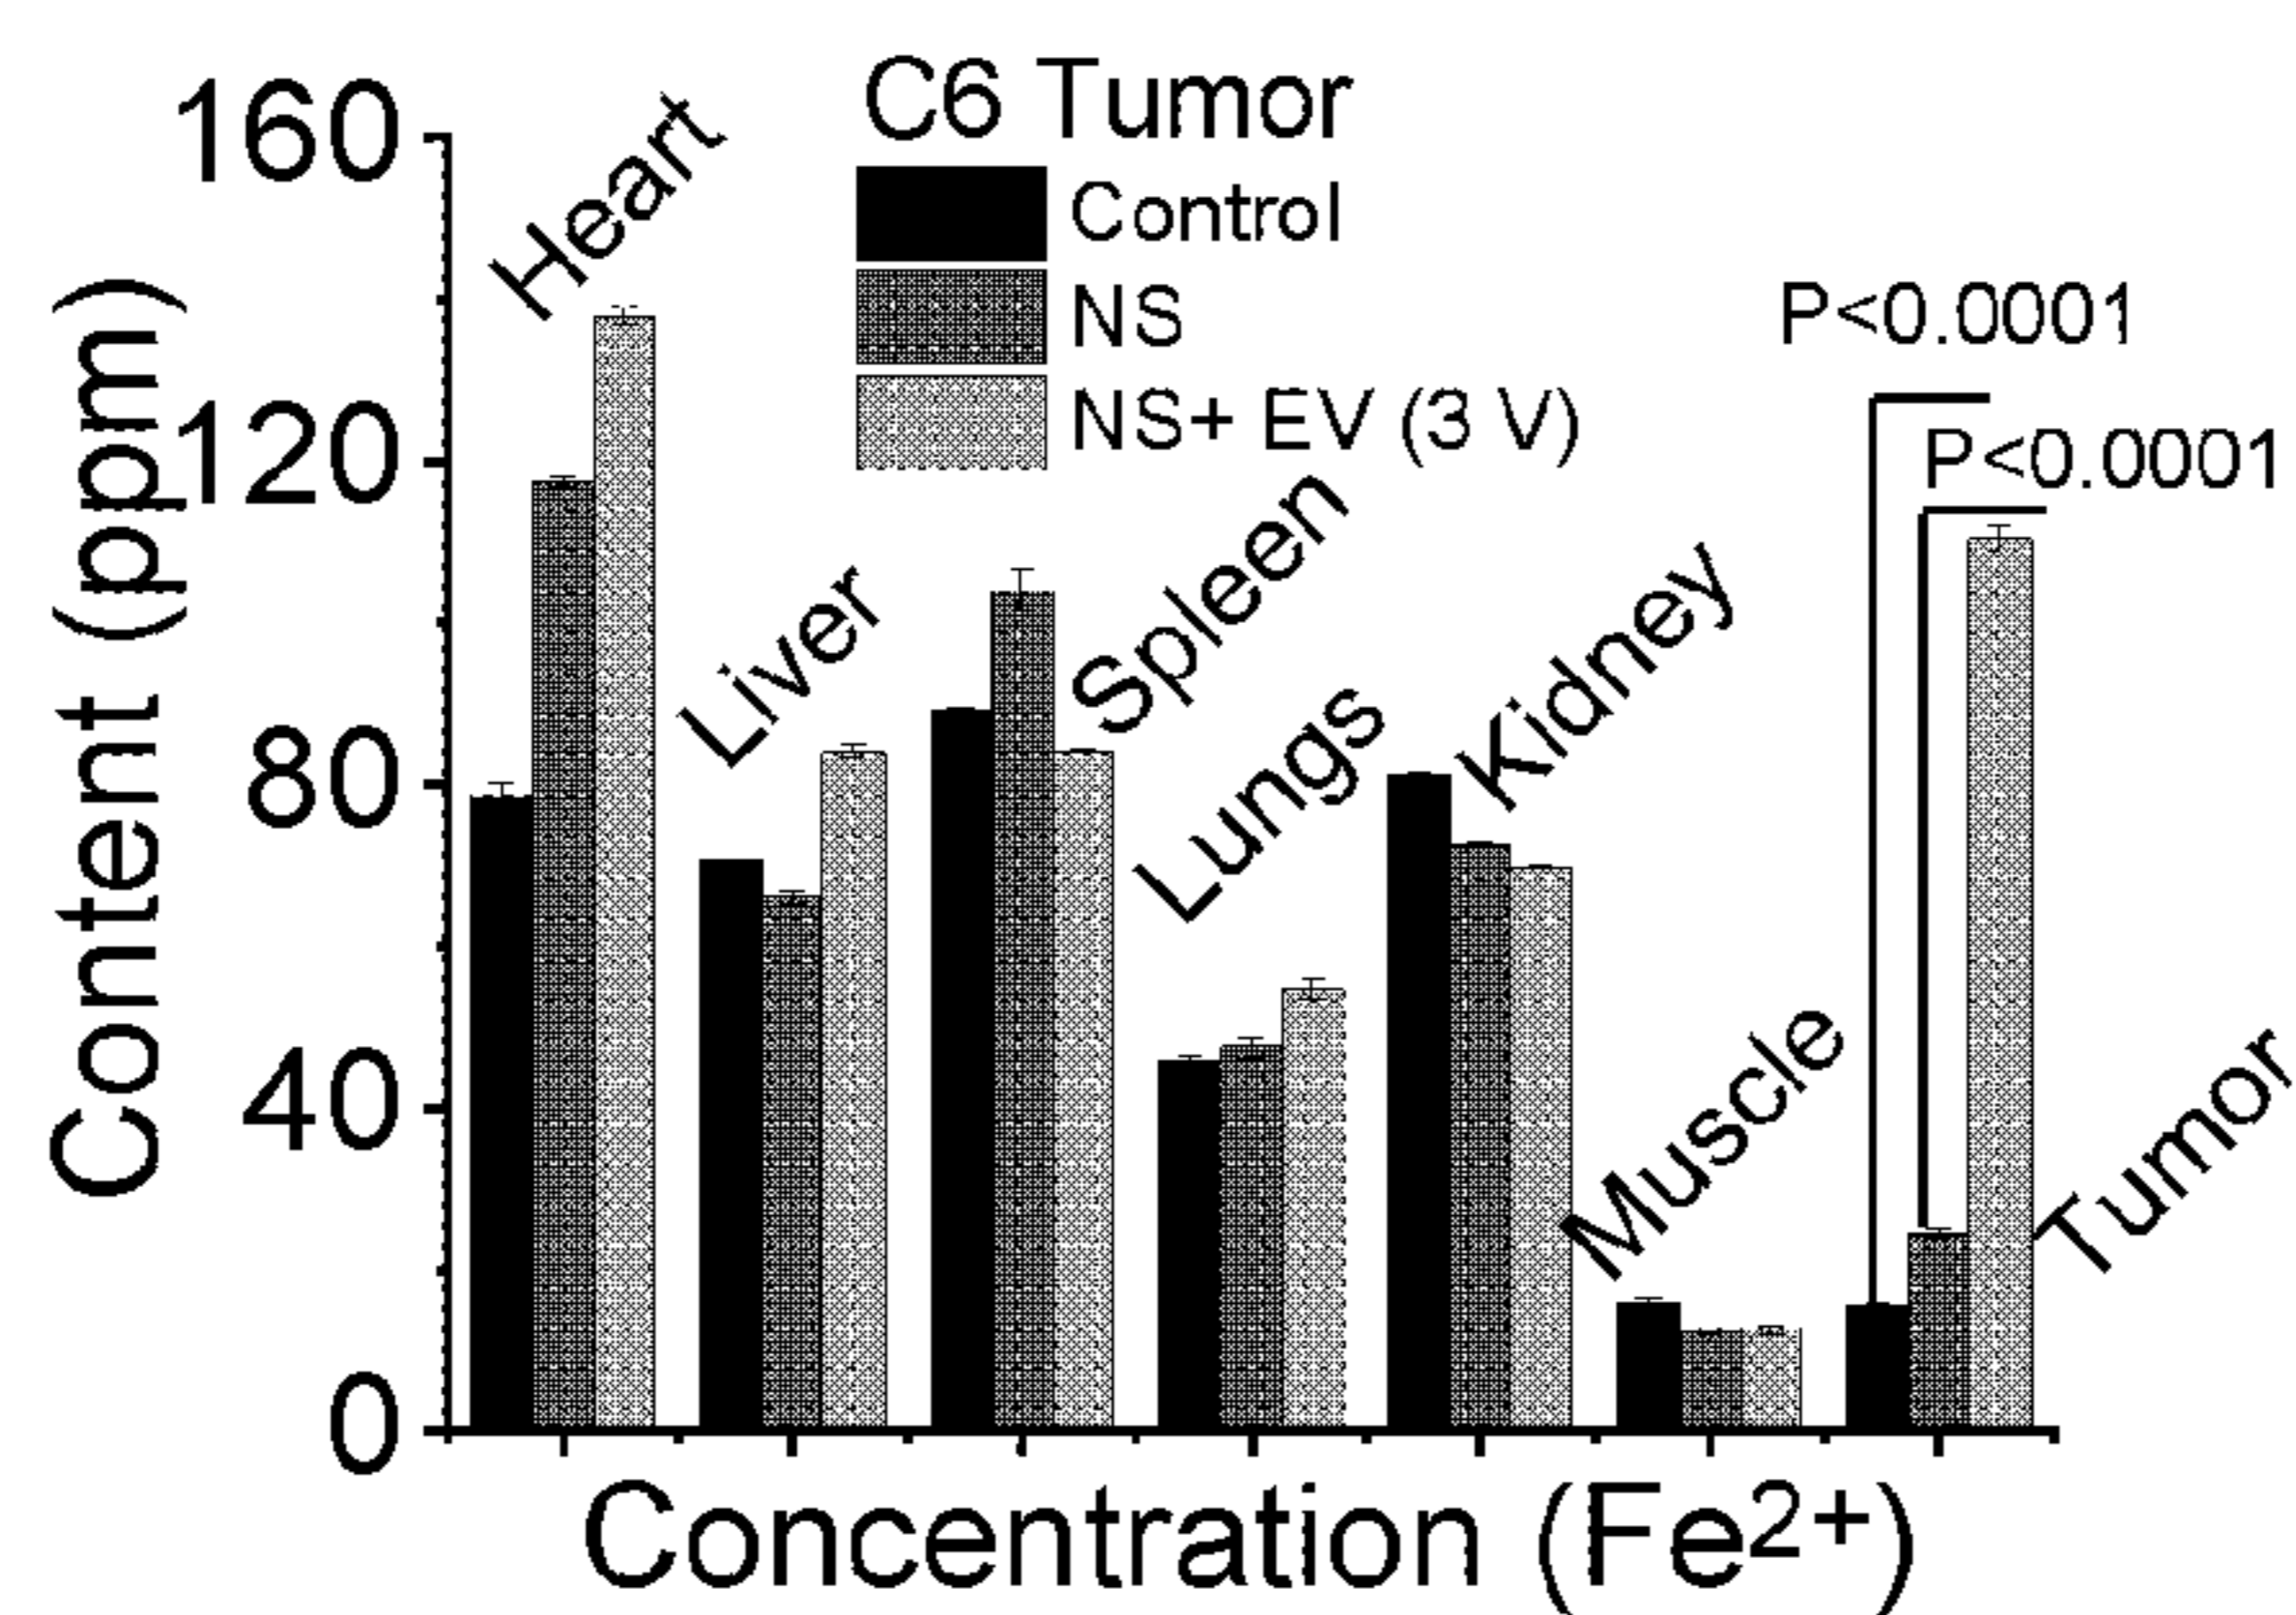 C6 Tumor
Control
NS
NS+ EV (3 V)
Content (ppm)
160
120
80
40
0
Heart
Liver
Spleen
Lungs
Kidney
Muscle
Tumor
P<0.0001
P<0.0001
Concentration (Fe2+)